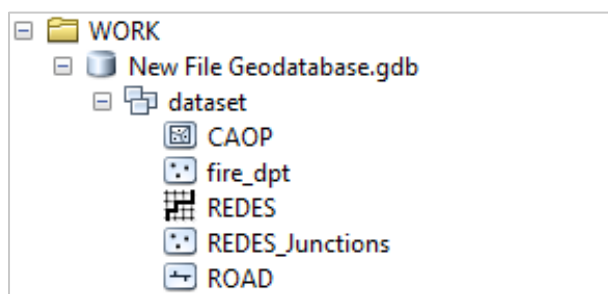 WORK
New File Geodatabase.gdb
dataset
CAOP
fire_dpt
REDES
REDES_Junctions
ROAD